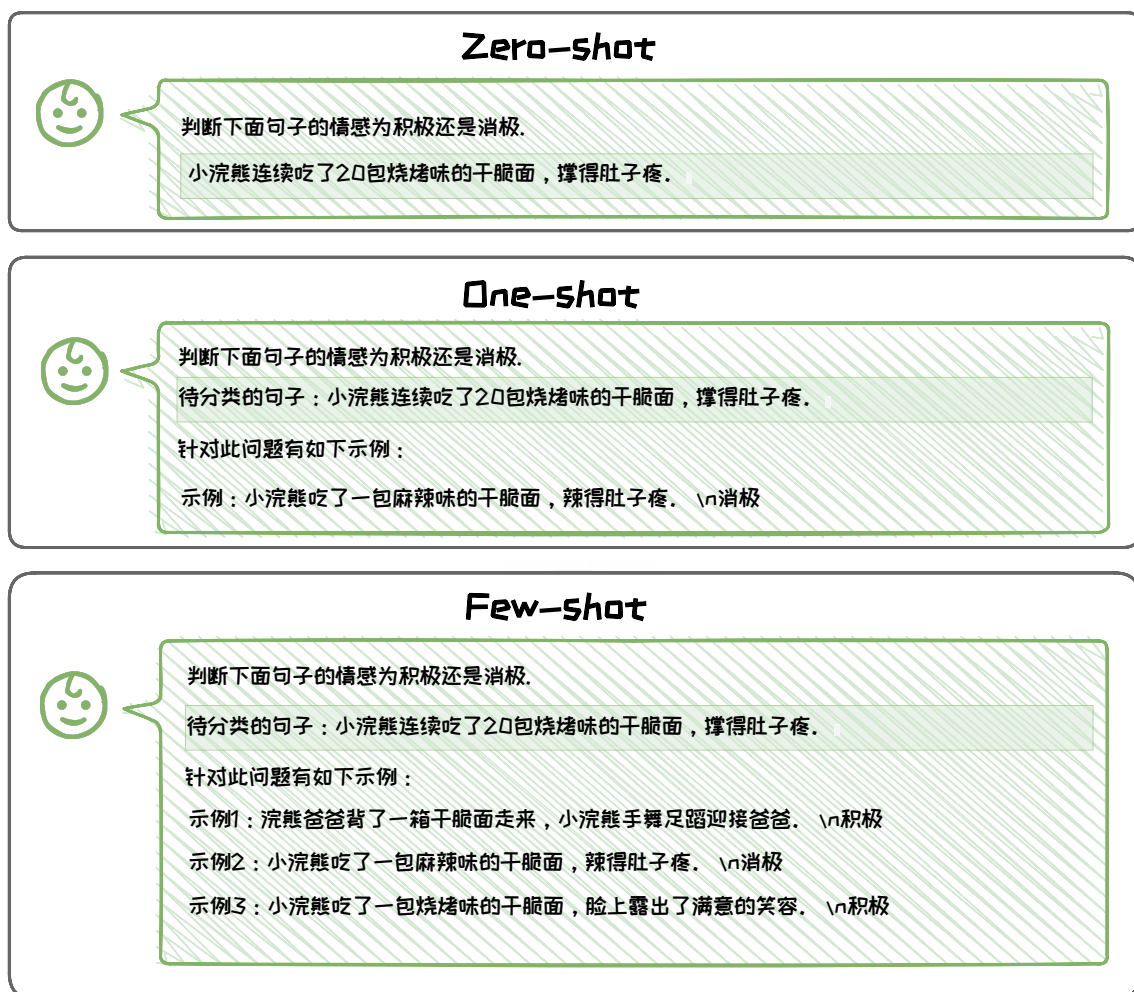 Zero-shot
判断下面句子的情感为积极还是消极.
小浣熊连续吃了20包烧烤味的干脆面，撑得肚子疼.
One-shot
判断下面句子的情感为积极还是消极.
待分类的句子：小浣熊连续吃了20包烧烤味的干脆面，撑得肚子疼.
针对此问题有如下示例：
示例：小浣熊吃了一包麻辣味的干脆面，辣得肚子疼. \n消极
Few-shot
判断下面句子的情感为积极还是消极.
待分类的句子：小浣熊连续吃了20包烧烤味的干脆面，撑得肚子疼.
针对此问题有如下示例：
示例1：浣熊爸爸背了一箱干脆面走来，小浣熊手舞足蹈迎接爸爸. \n积极
示例2：小浣熊吃了一包麻辣味的干脆面，辣得肚子疼. \n消极
示例3：小浣熊吃了一包烧烤味的干脆面，脸上露出了满意的笑容. \n积极